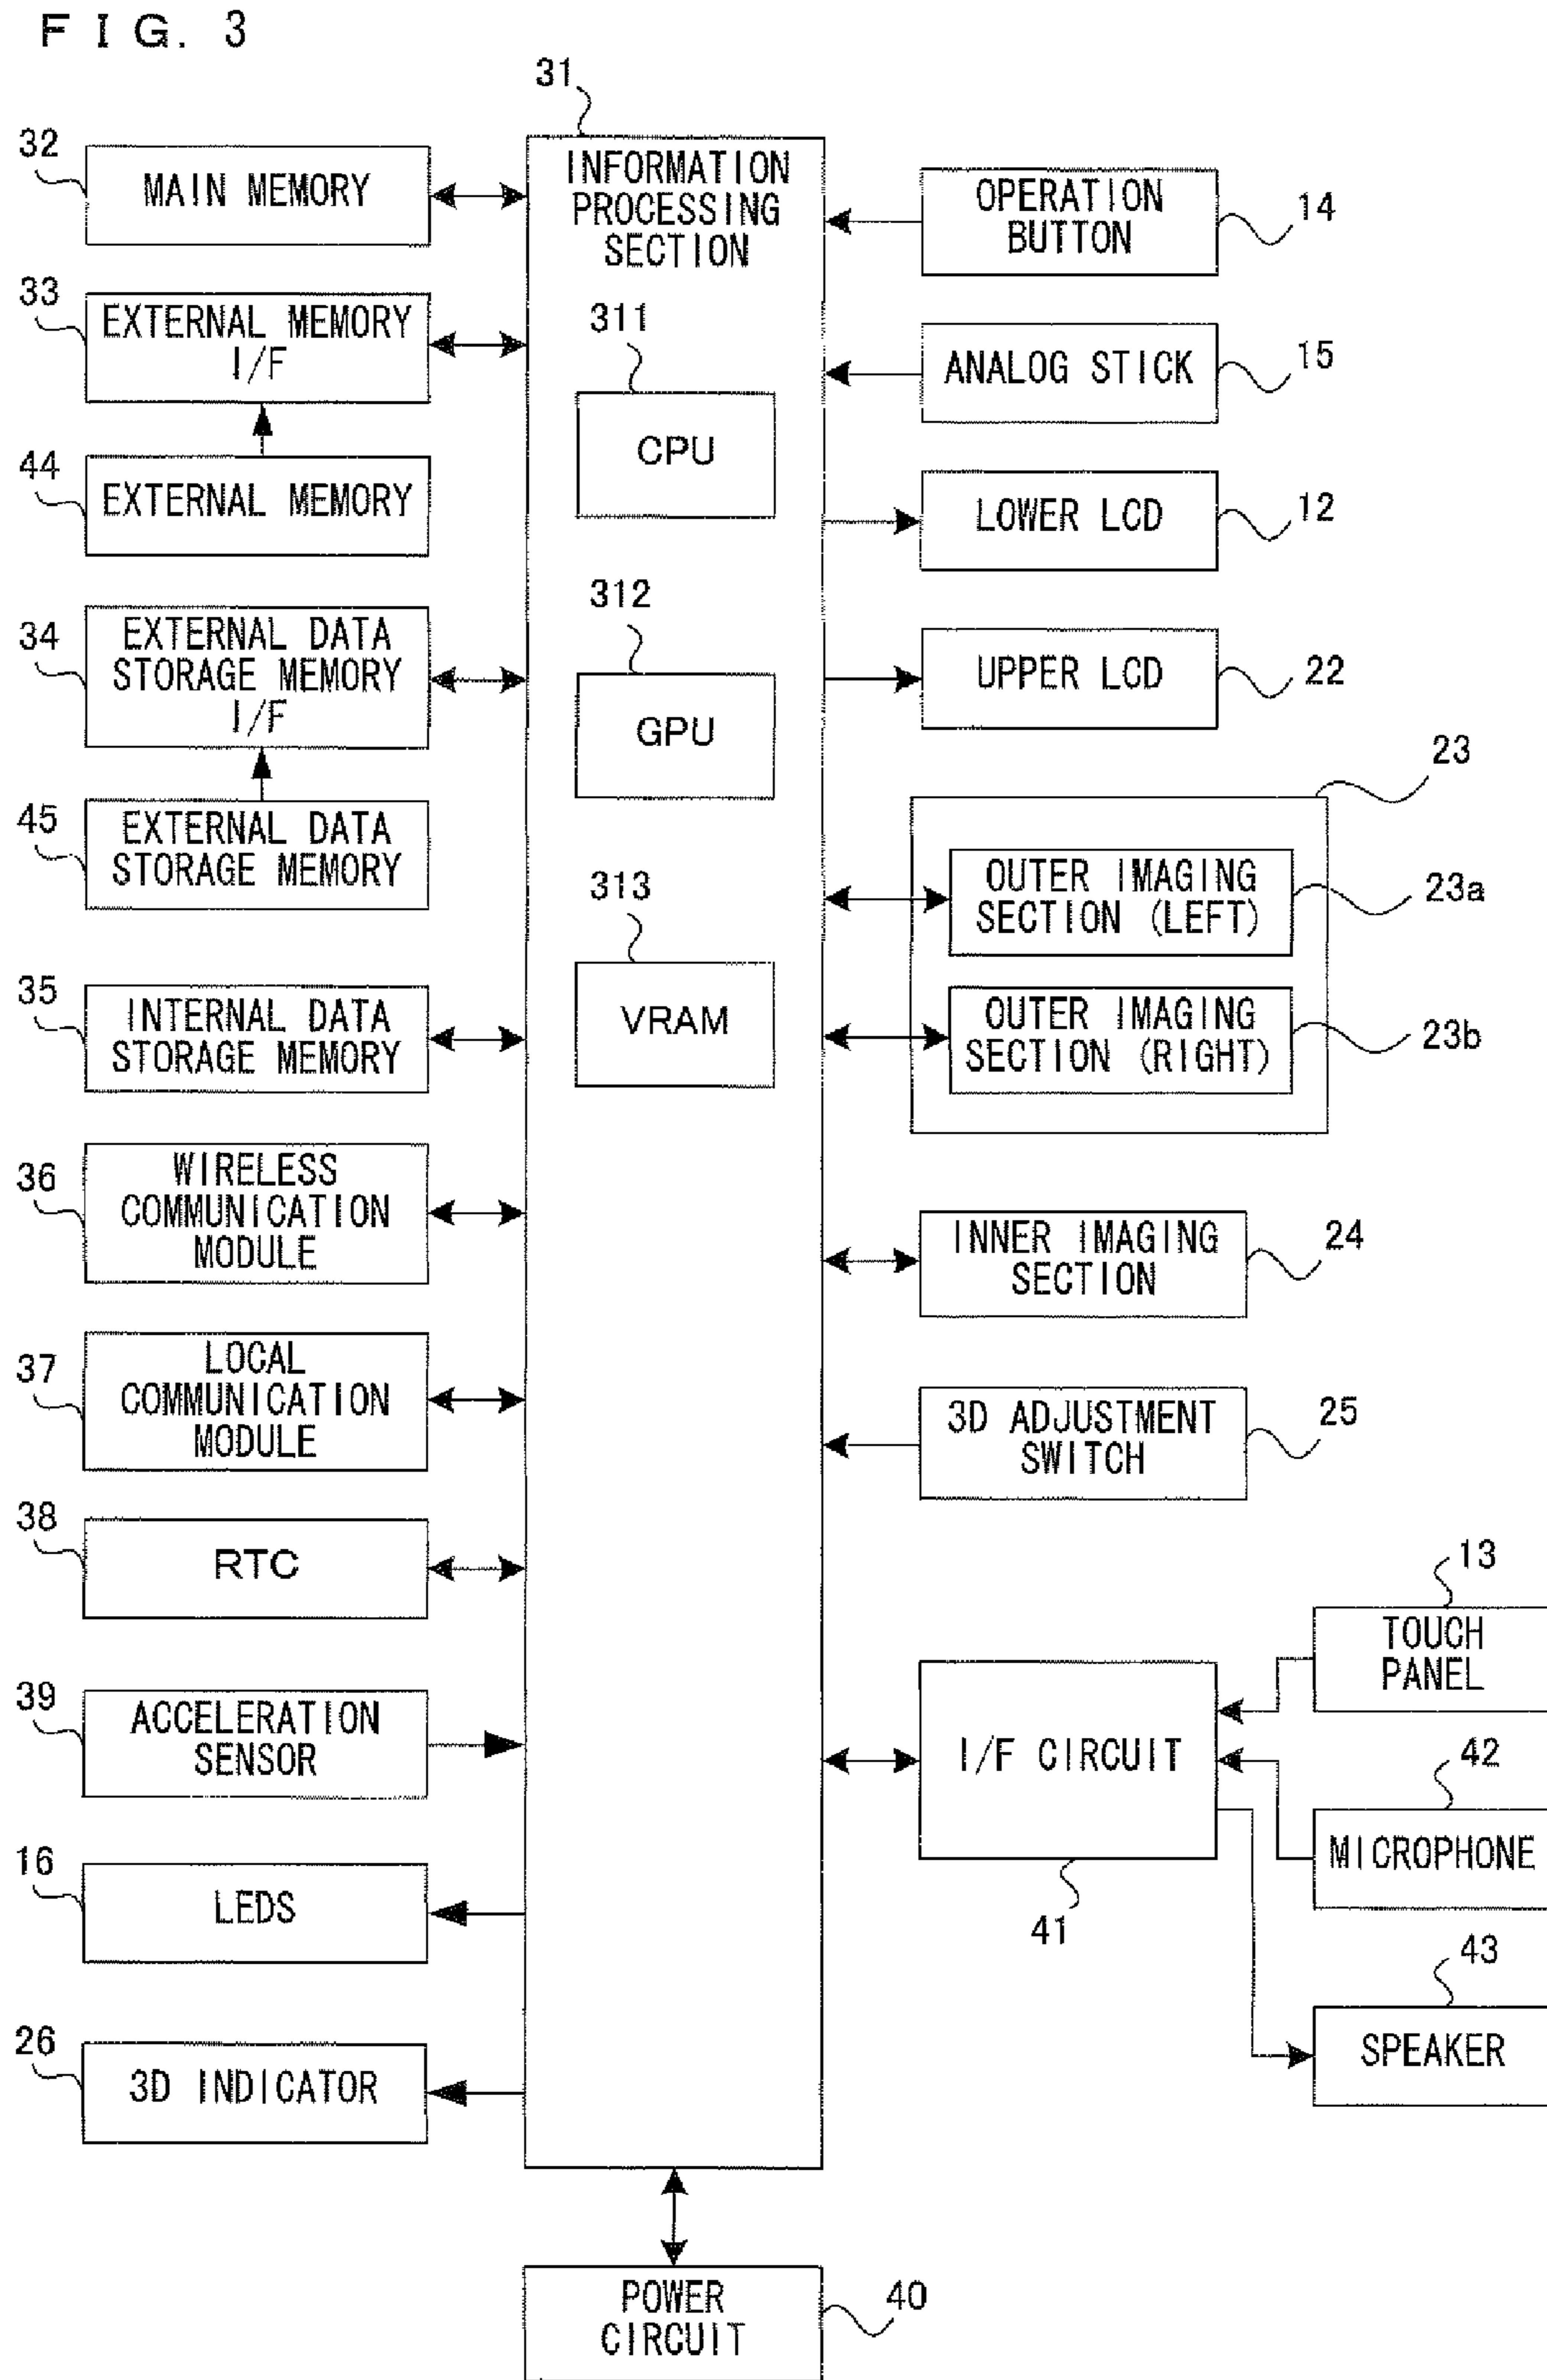 FIG. 3
31
INFORMATION
PROCESSING
SECTION
311
CPU
312
GPU
313
VRAM
32
MAIN MEMORY
33
EXTERNAL MEMORY
I/F
44
EXTERNAL MEMORY
34
EXTERNAL DATA
STORAGE MEMORY
I/F
45
EXTERNAL DATA
STORAGE MEMORY
35
INTERNAL DATA
STORAGE MEMORY
36
WIRELESS
COMMUNICATION
MODULE
37
LOCAL
COMMUNICATION
MODULE
38
RTC
39
ACCELERATION
SENSOR
16
LEDS
26
3D INDICATOR
OPERATION
BUTTON
14
ANALOG STICK
15
LOWER LCD
12
UPPER LCD
22
23
OUTER IMAGING
SECTION (LEFT)
23a
OUTER IMAGING
SECTION (RIGHT)
23b
INNER IMAGING
SECTION
24
3D ADJUSTMENT
SWITCH
25
13
TOUCH
PANEL
I/F CIRCUIT
41
42
MICROPHONE
43
SPEAKER
POWER
CIRCUIT
40